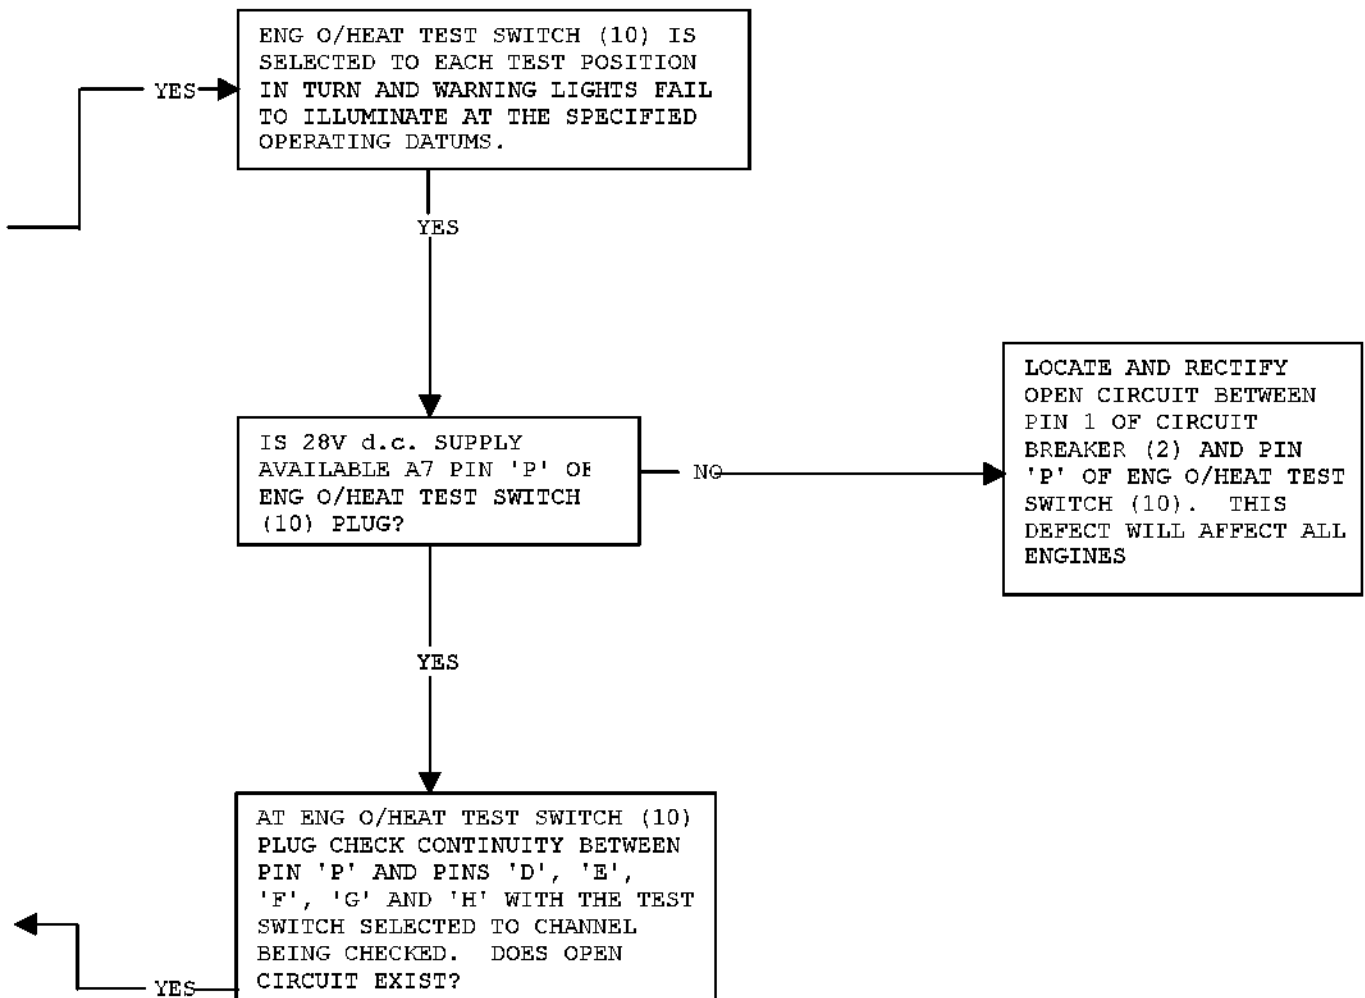 ENG O/HEAT TEST SWITCH (10) IS
SELECTED TO EACH TEST POSITION
IN TURN AND WARNING LIGHTS FAIL
TO ILLUMINATE AT THE SPECIFIED
OPERATING DATUMS.
YES
YES
IS 28V d.c. SUPPLY
AVAILABLE A7 PIN 'P' OF
ENG O/HEAT TEST SWITCH
(10) PLUG?
NO
LOCATE AND RECTIFY
OPEN CIRCUIT BETWEEN
PIN 1 OF CIRCUIT
BREAKER (2) AND PIN
'P' OF ENG O/HEAT TEST
SWITCH (10). THIS
DEFECT WILL AFFECT ALL
ENGINES
YES
AT ENG O/HEAT TEST SWITCH (10)
PLUG CHECK CONTINUITY BETWEEN
PIN 'P' AND PINS 'D', 'E',
'F', 'G' AND 'H' WITH THE TEST
SWITCH SELECTED TO CHANNEL
BEING CHECKED. DOES OPEN
CIRCUIT EXIST?
YES